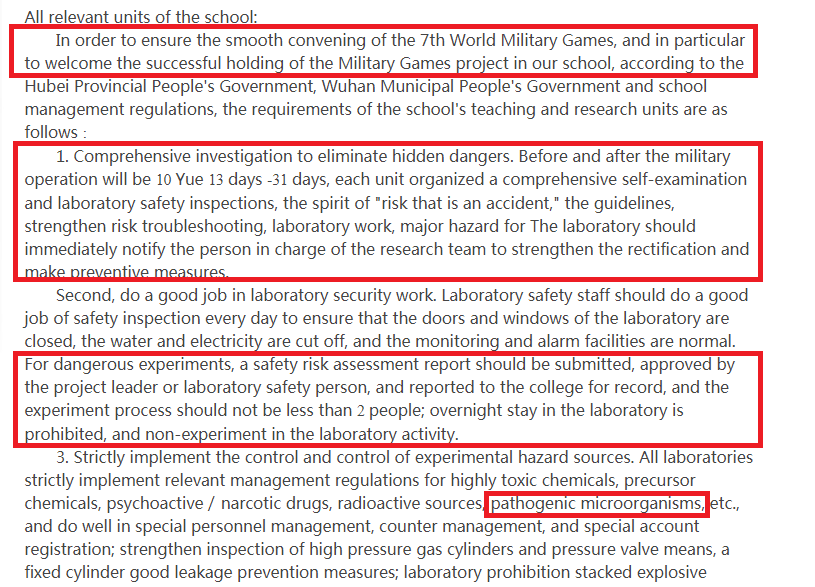 All relevant units of the school:
In order to ensure the smooth convening of the 7th World Military Games, and in particular
to welcome the successful holding of the Military Games project in our school, according to the
Hubei Provincial People's Government, Wuhan Municipal People's Government and school
management regulations, the requirements of the school's teaching and research units are as
follows :
1. Comprehensive investigation to eliminate hidden dangers. Before and after the military
operation will be 10 Yue 13 days -31 days, each unit organized a comprehensive self-examination
and laboratory safety inspections, the spirit of "risk that is an accident," the guidelines,
strengthen risk troubleshooting, laboratory work, major hazard for The laboratory should
immediately notify the person in charge of the research team to strengthen the rectification and
make preventive measures.
Second, do a good job in laboratory security work. Laboratory safety staff should do a good
job of safety inspection every day to ensure that the doors and windows of the laboratory are
closed, the water and electricity are cut off, and the monitoring and alarm facilities are normal.
For dangerous experiments, a safety risk assessment report should be submitted, approved by
the project leader or laboratory safety person, and reported to the college for record, and the
experiment process should not be less than 2 people; overnight stay in the laboratory is
prohibited, and non-experiment in the laboratory activity.
3. Strictly implement the control and control of experimental hazard sources. All laboratories
strictly implement relevant management regulations for highly toxic chemicals, precursor
chemicals, psychoactive / narcotic drugs, radioactive sources, pathogenic microorganisms, etc.,
and do well in special personnel management, counter management, and special account
registration; strengthen inspection of high pressure gas cylinders and pressure valve means, a
fixed cylinder good leakage prevention measures; laboratory prohibition stacked explosive